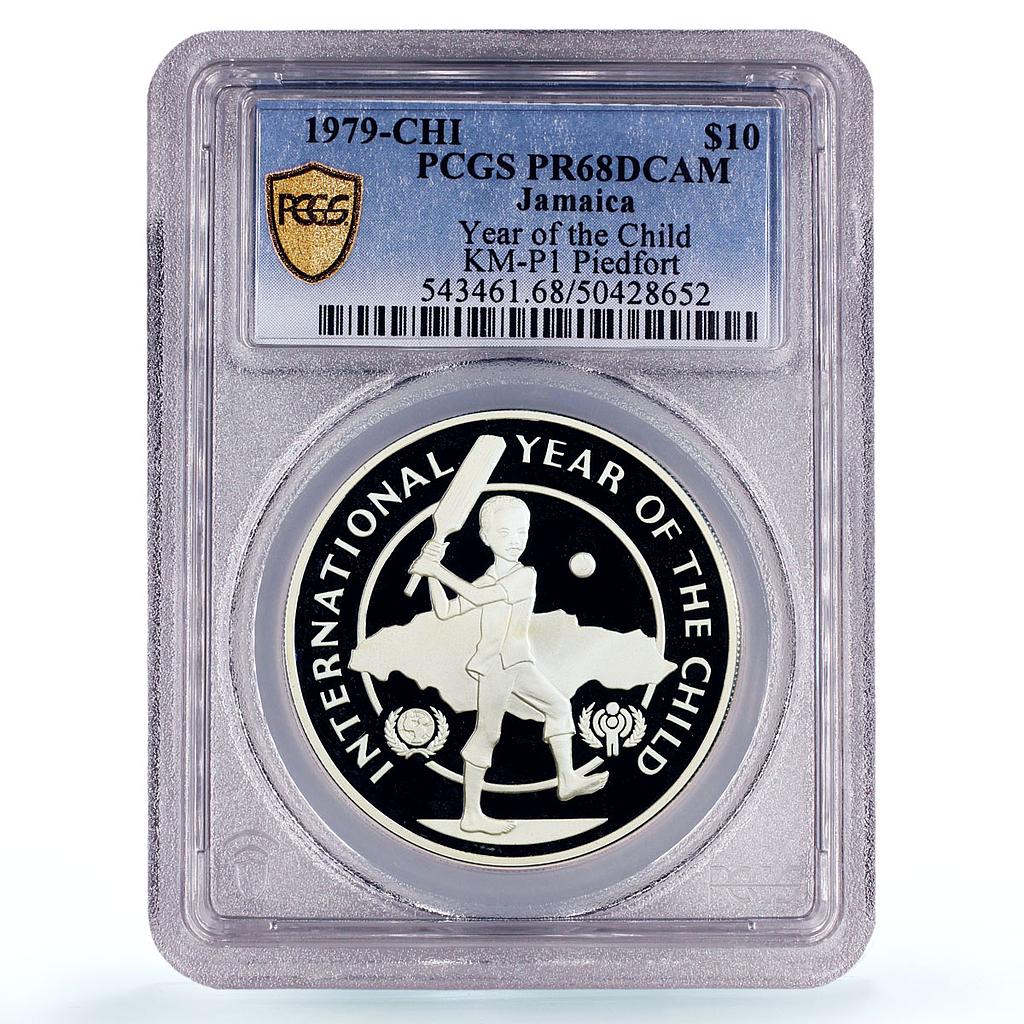 1979-CHI $10
PCGS PR68DCAM
Jamaica
Year of the Child
KM-P1 Piedfort
543461.68/50428652
PCGS
INTERNATIONAL YEAR OF THE CHILD
PCGS